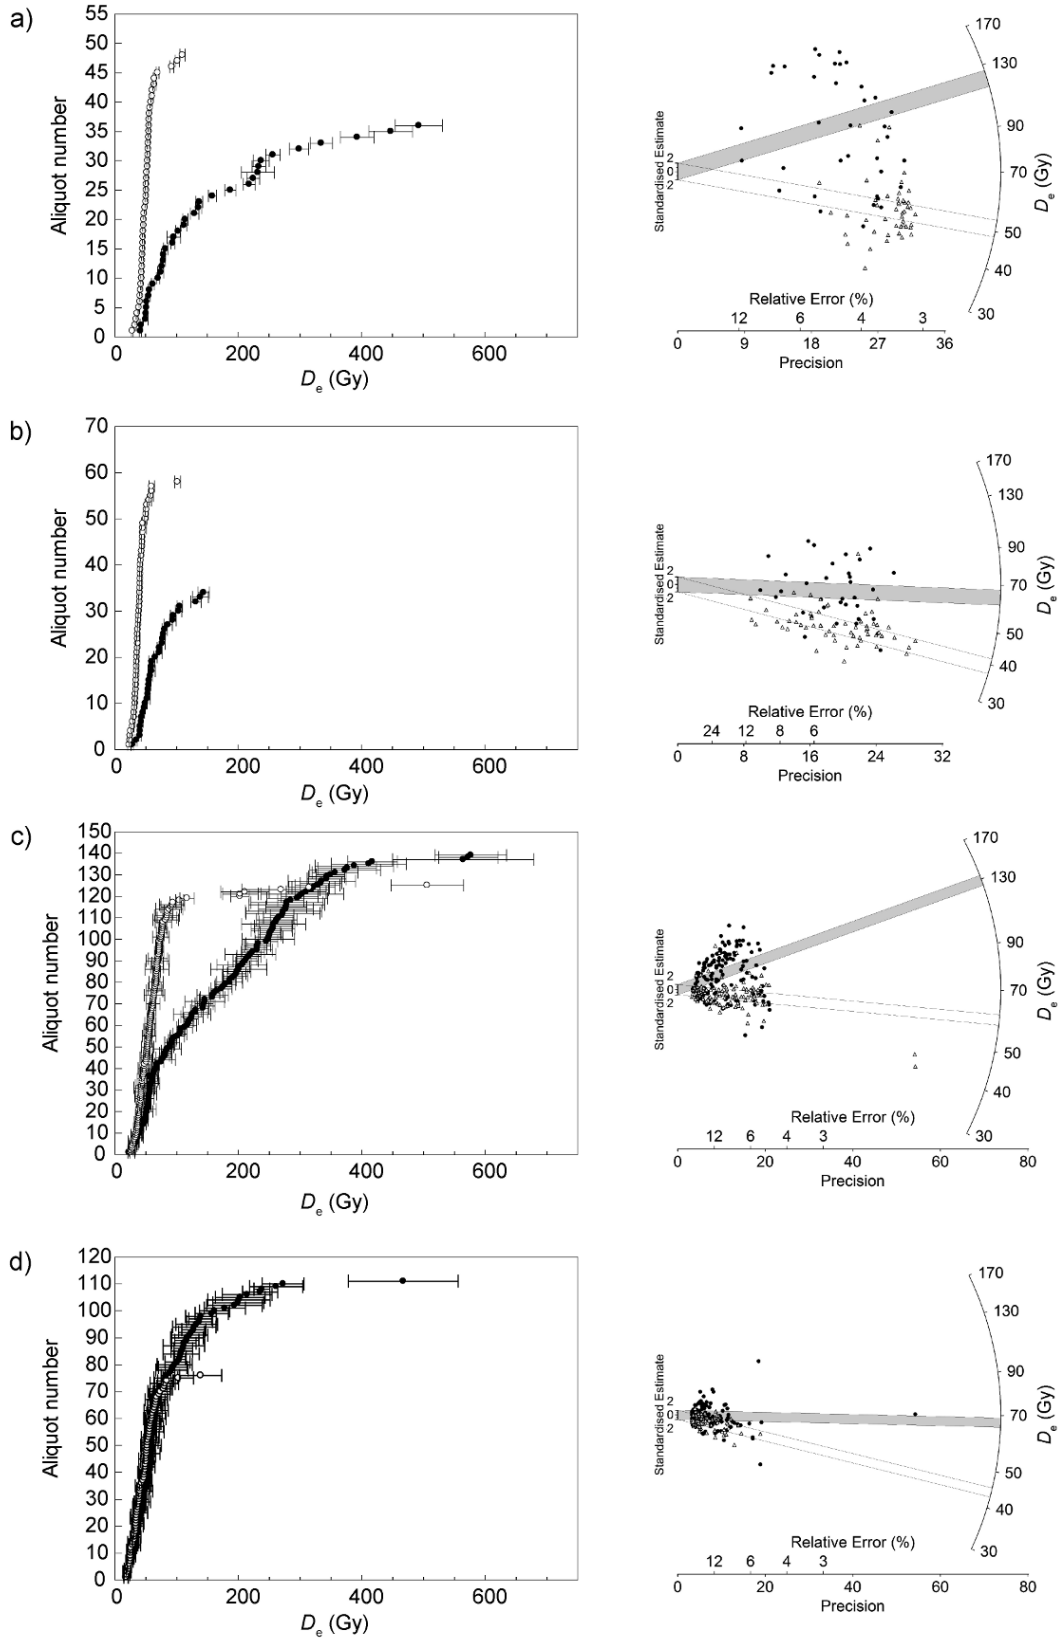 a)
55
50
45
40
35
30
25
20
15
10
5
0
Aliquot number
0 200 400 600
De (Gy)
Standardised Estimate
2
0
2
170
130
90
70
50
40
30
De (Gy)
Relative Error (%)
12 6 4 3
0 9 18 27 36
Precision
b)
70
60
50
40
30
20
10
0
Aliquot number
0 200 400 600
De (Gy)
Standardised Estimate
2
0
2
170
130
90
70
50
40
30
De (Gy)
Relative Error (%)
24 12 8 6
0 8 16 24 32
Precision
c)
150
140
130
120
110
100
90
80
70
60
50
40
30
20
10
0
Aliquot number
0 200 400 600
De (Gy)
Standardised Estimate
2
0
2
170
130
90
70
50
40
30
De (Gy)
Relative Error (%)
12 6 4 3
0 20 40 60 80
Precision
d)
120
110
100
90
80
70
60
50
40
30
20
10
0
Aliquot number
0 200 400 600
De (Gy)
Standardised Estimate
2
0
2
170
130
90
70
50
40
30
De (Gy)
Relative Error (%)
12 6 4 3
0 20 40 60 80
Precision